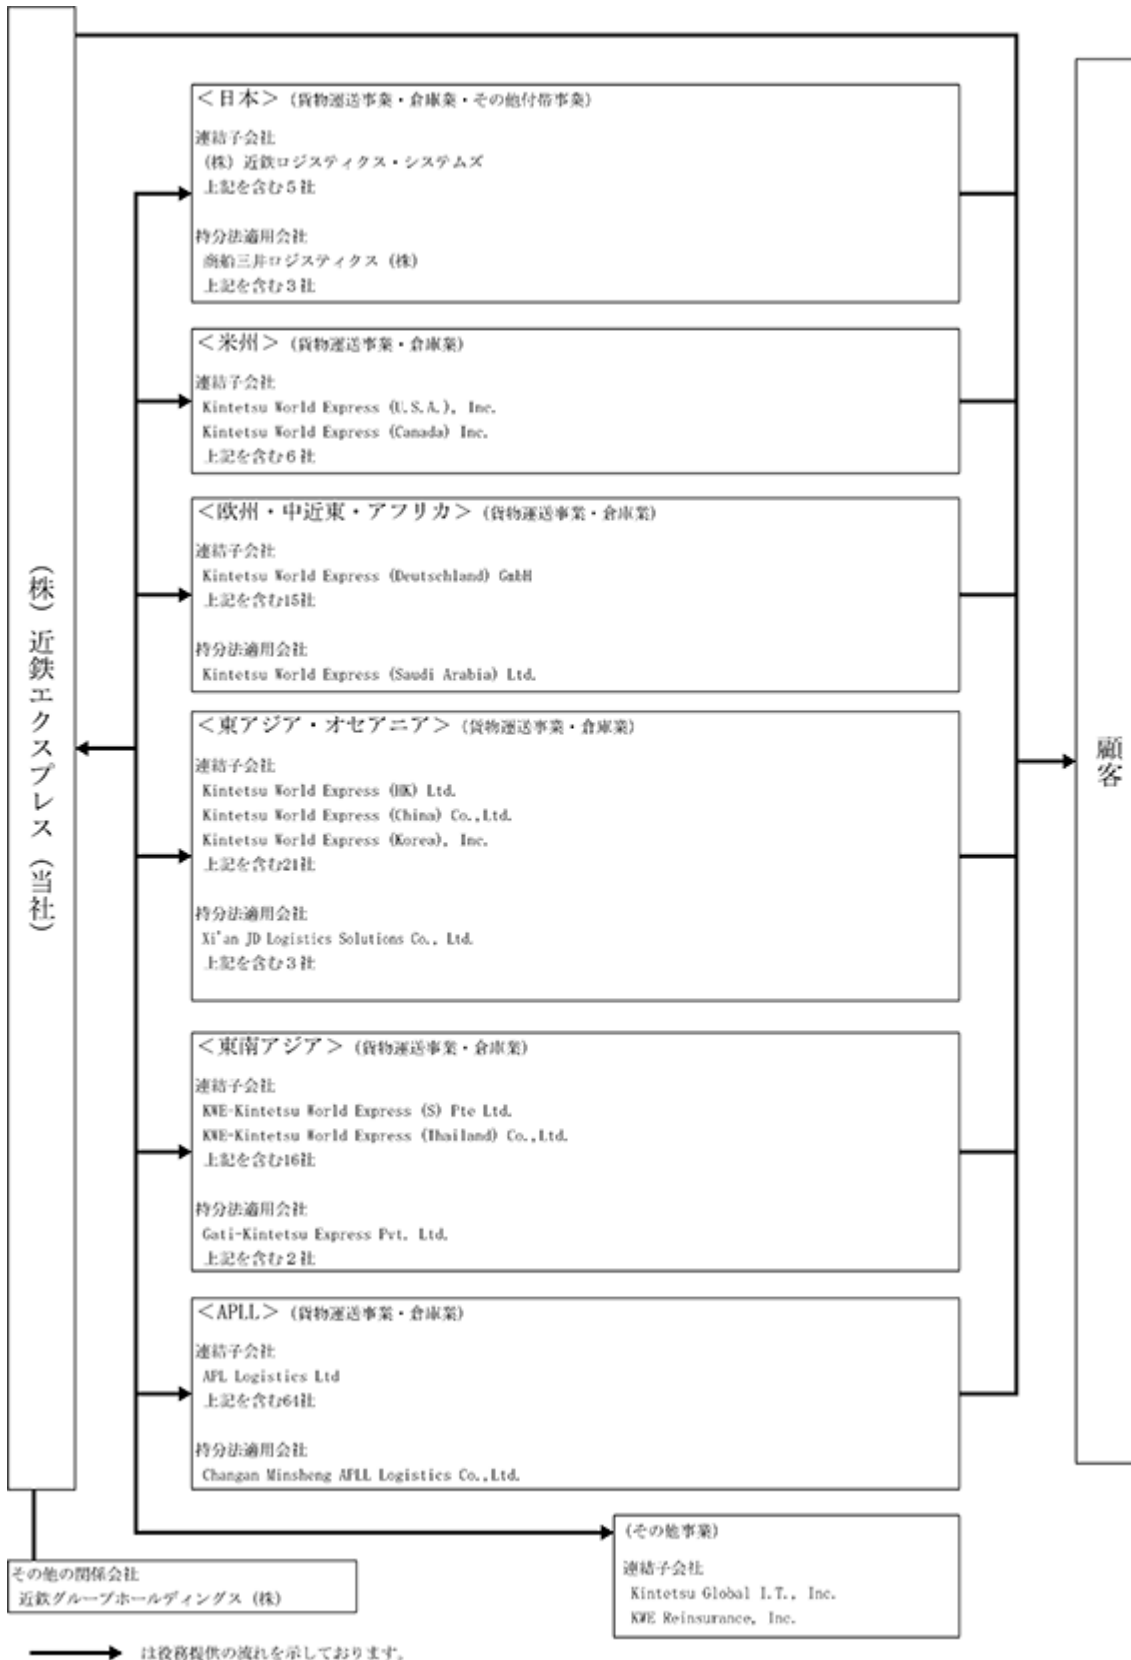 (株)近鉄エクスプレス(当社)
<日本>(貨物運送事業・倉庫業・その他付帯事業)
連結子会社
(株)近鉄ロジスティクス・システムズ
上記を含む5社
持分法適用会社
商船三井ロジスティクス(株)
上記を含む3社
<米州>(貨物運送事業・倉庫業)
連結子会社
Kintetsu World Express (U.S.A.), Inc.
Kintetsu World Express (Canada) Inc.
上記を含む6社
<欧州・中近東・アフリカ>(貨物運送事業・倉庫業)
連結子会社
Kintetsu World Express (Deutschland) GmbH
上記を含む15社
持分法適用会社
Kintetsu World Express (Saudi Arabia) Ltd.
<東アジア・オセアニア>(貨物運送事業・倉庫業)
連結子会社
Kintetsu World Express (HK) Ltd.
Kintetsu World Express (China) Co.,Ltd.
Kintetsu World Express (Korea), Inc.
上記を含む21社
持分法適用会社
Xi'an JD Logistics Solutions Co., Ltd.
上記を含む3社
<東南アジア>(貨物運送事業・倉庫業)
連結子会社
KWE-Kintetsu World Express (S) Pte Ltd.
KWE-Kintetsu World Express (Thailand) Co.,Ltd.
上記を含む16社
持分法適用会社
Gati-Kintetsu Express Pvt. Ltd.
上記を含む2社
<APLL>(貨物運送事業・倉庫業)
連結子会社
APL Logistics Ltd
上記を含む64社
持分法適用会社
Changan Minsheng APLL Logistics Co.,Ltd.
(その他事業)
連結子会社
Kintetsu Global I.T., Inc.
KWE Reinsurance, Inc.
顧客
その他の関係会社
近鉄グループホールディングス(株)
は役務提供の流れを示しております。